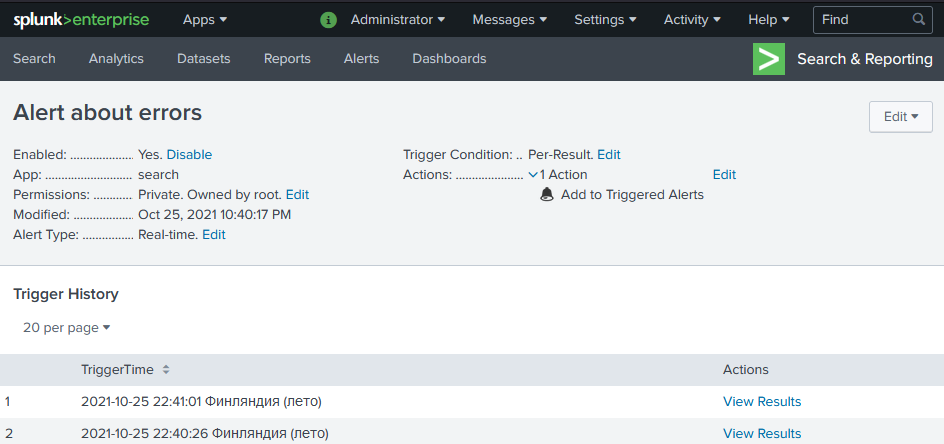 splunk>enterprise Apps i Administrator Messages Settings Activity Help Find
Search Analytics Datasets Reports Alerts Dashboards > Search & Reporting
Alert about errors
Edit
Enabled: .................... Yes. Disable
App: ............................ search
Permissions: .............. Private. Owned by root. Edit
Modified: .................... Oct 25, 2021 10:40:17 PM
Alert Type: ................. Real-time. Edit
Trigger Condition: .. Per-Result. Edit
Actions: ...................... 1 Action Edit
Add to Triggered Alerts
Trigger History
20 per page
TriggerTime Actions
1 2021-10-25 22:41:01 Финляндия (лето) View Results
2 2021-10-25 22:40:26 Финляндия (лето) View Results